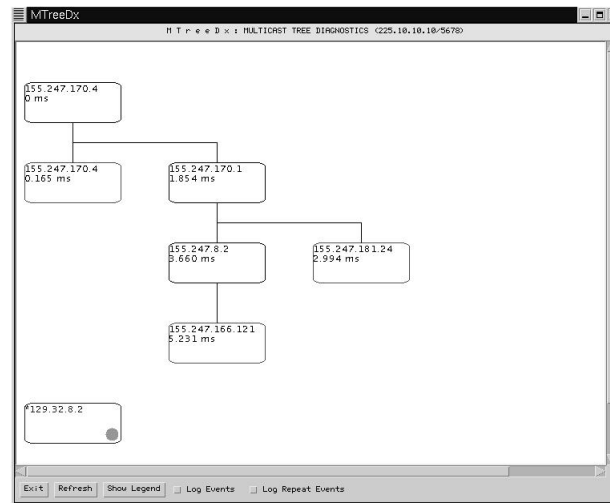 MTreeDx
M T r e e D x : MULTICAST TREE DIAGNOSTICS (225.10.10.10/5678)
155.247.170.4
0 ms
155.247.170.4
0.165 ms
155.247.170.1
1.854 ms
155.247.8.2
3.660 ms
155.247.181.24
2.994 ms
155.247.166.121
5.231 ms
*129.32.8.2
Exit Refresh Show Legend Log Events Log Repeat Events